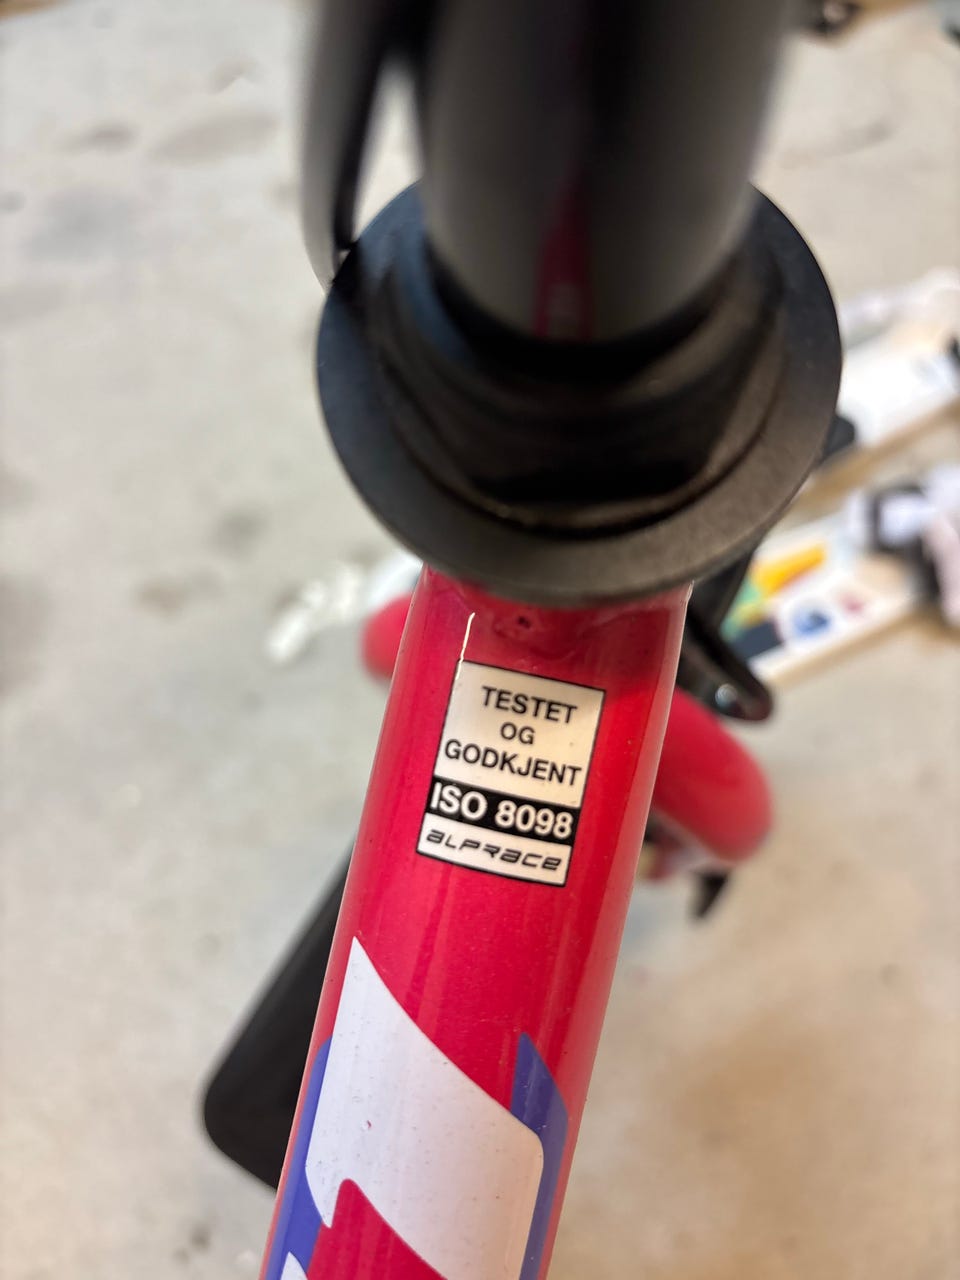 TESTET
OG
GODKJENT
ISO 8098
ALPRACE